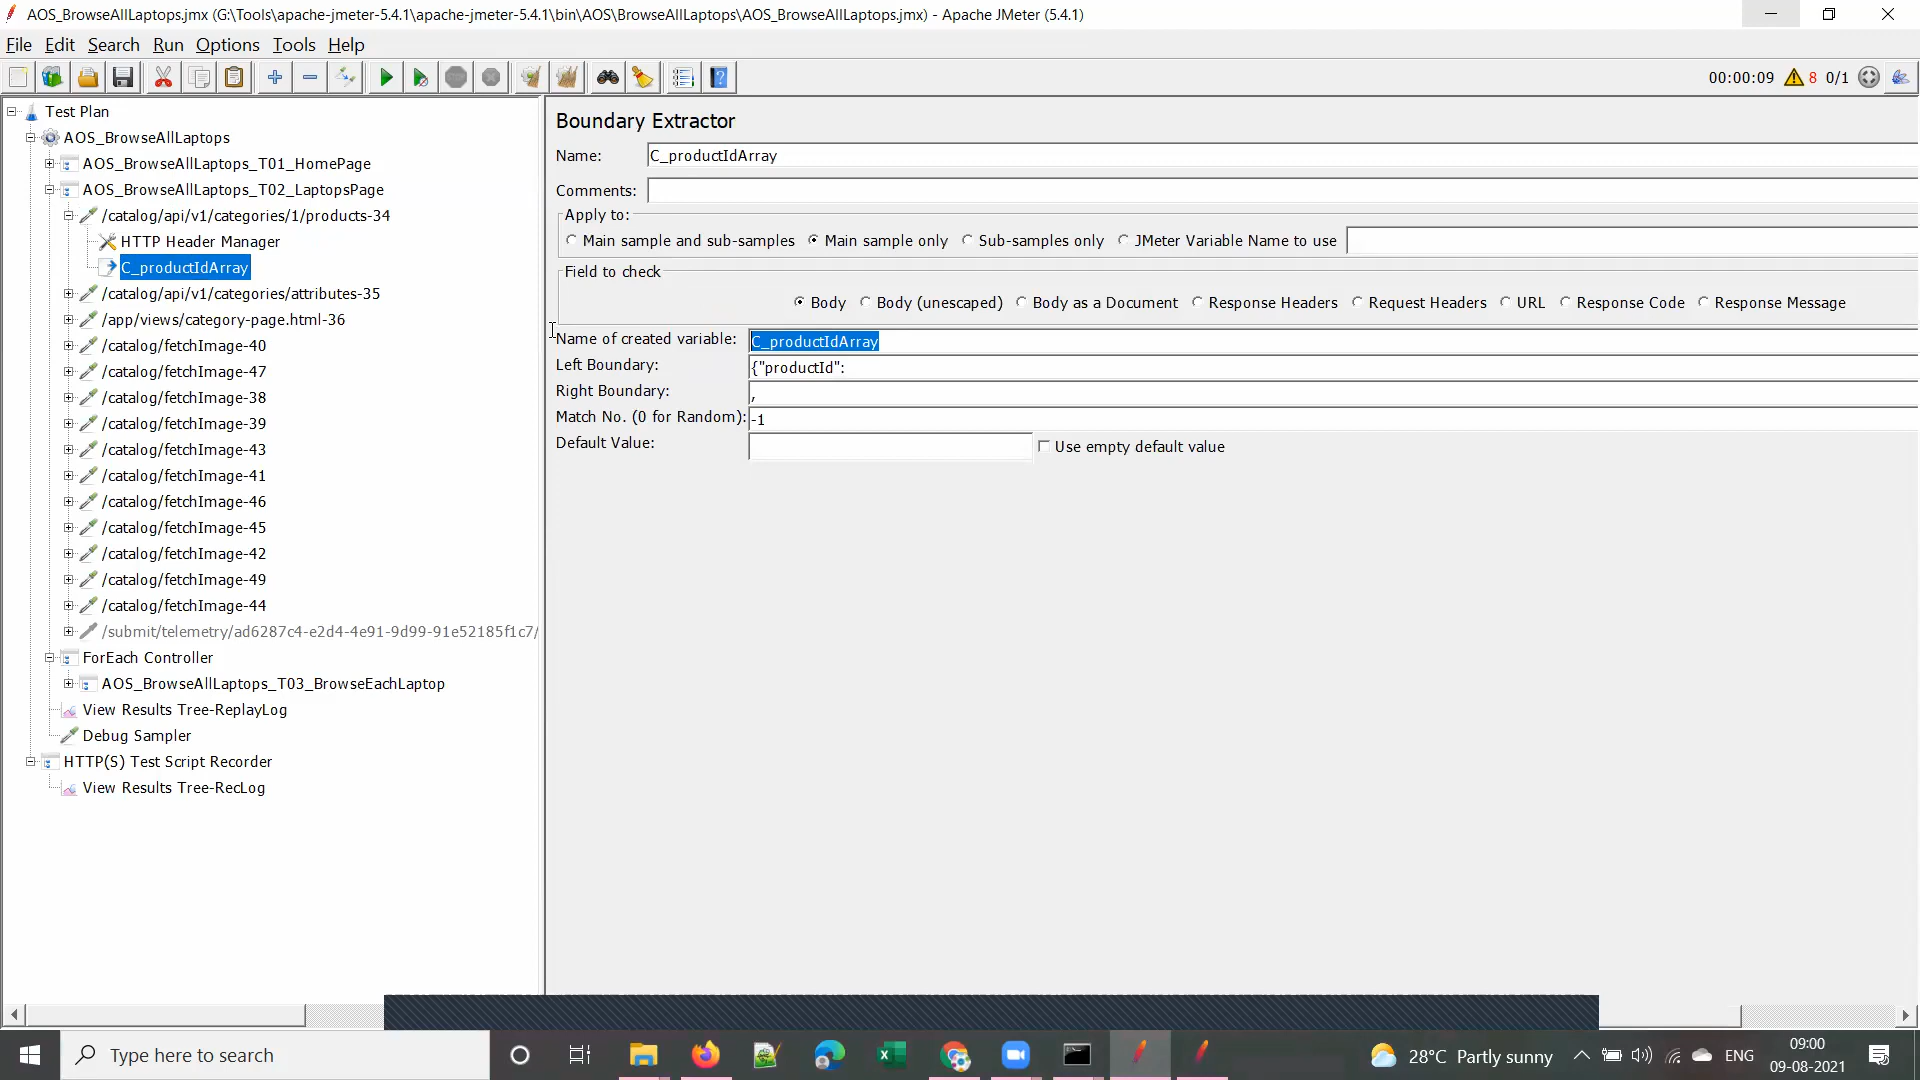 AOS_BrowseAllLaptops.jmx (G:\Tools\apache-jmeter-5.4.1\apache-jmeter-5.4.1\bin\AOS\BrowseAllLaptops\AOS_BrowseAllLaptops.jmx) - Apache JMeter (5.4.1)
File Edit Search Run Options Tools Help
00:00:09 8 0/1
Test Plan
AOS_BrowseAllLaptops
AOS_BrowseAllLaptops_T01_HomePage
AOS_BrowseAllLaptops_T02_LaptopsPage
/catalog/api/v1/categories/1/products-34
HTTP Header Manager
C_productIdArray
/catalog/api/v1/categories/attributes-35
/app/views/category-page.html-36
/catalog/fetchImage-40
/catalog/fetchImage-47
/catalog/fetchImage-38
/catalog/fetchImage-39
/catalog/fetchImage-43
/catalog/fetchImage-41
/catalog/fetchImage-46
/catalog/fetchImage-45
/catalog/fetchImage-42
/catalog/fetchImage-49
/catalog/fetchImage-44
/submit/telemetry/ad6287c4-e2d4-4e91-9d99-91e52185f1c7/
ForEach Controller
AOS_BrowseAllLaptops_T03_BrowseEachLaptop
View Results Tree-ReplayLog
Debug Sampler
HTTP(S) Test Script Recorder
View Results Tree-RecLog
Boundary Extractor
Name: C_productIdArray
Comments:
Apply to:
Main sample and sub-samples Main sample only Sub-samples only JMeter Variable Name to use
Field to check
Body Body (unescaped) Body as a Document Response Headers Request Headers URL Response Code Response Message
Name of created variable: C_productIdArray
Left Boundary: {"productId":
Right Boundary: ,
Match No. (0 for Random): -1
Default Value: Use empty default value
Type here to search
28°C Partly sunny
ENG
09:00
09-08-2021